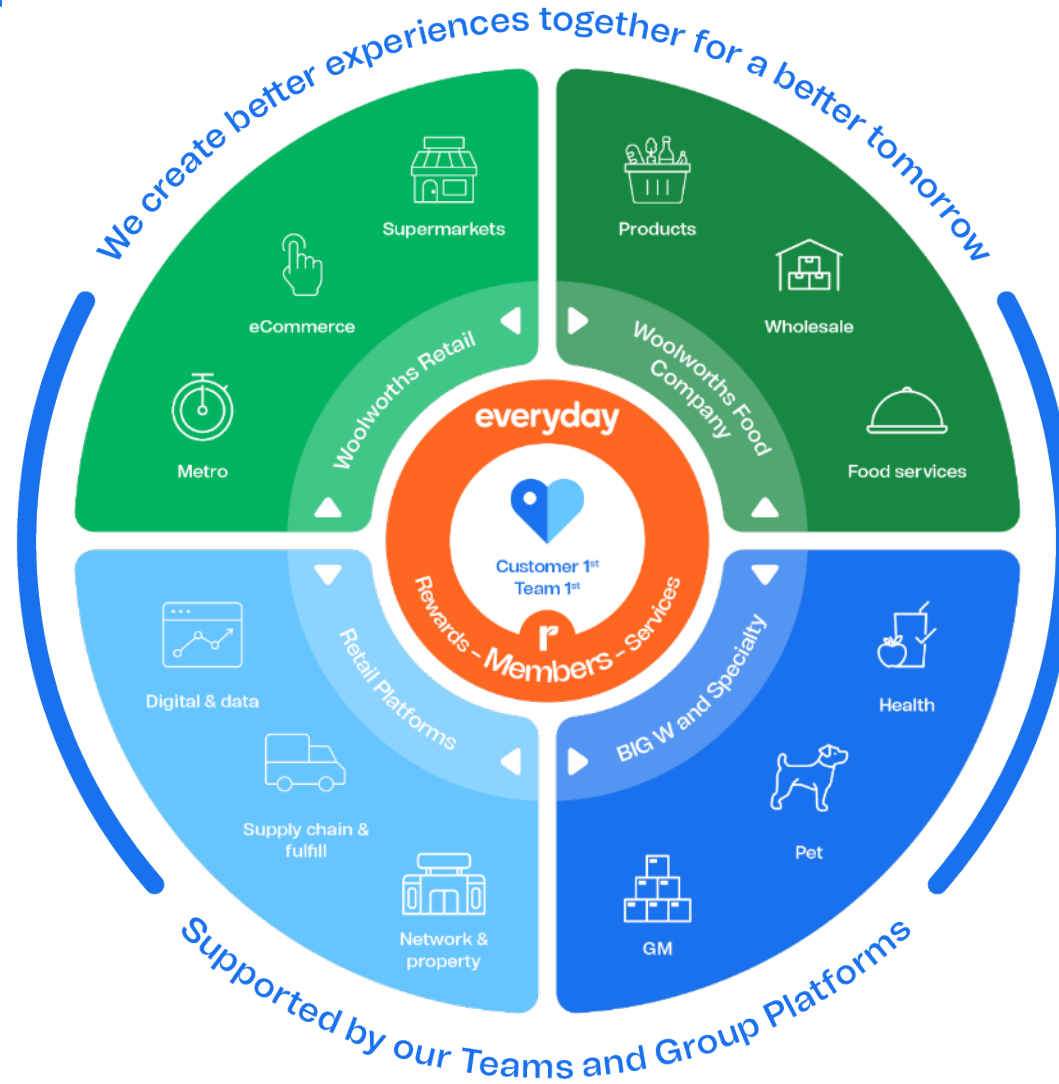 We create better experiences together for a better tomorrow
Supermarkets
eCommerce
Metro
Woolworths Retail
Products
Wholesale
Food services
Woolworths Food
Company
everyday
Customer 1st
Team 1st
r
Rewards - Members - Services
Digital & data
Supply chain &
fulfill
Network &
property
Retail Platforms
Health
Pet
GM
BIG W and Specialty
Supported by our Teams and Group Platforms